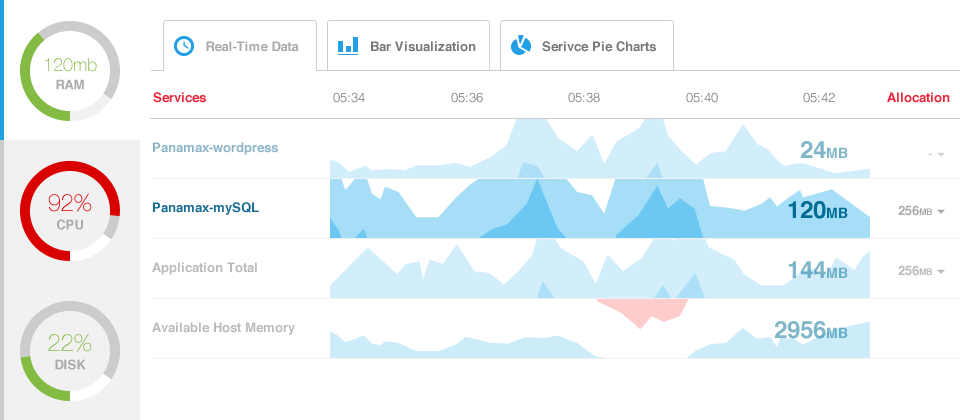 120mb
RAM
92%
CPU
22%
DISK
Real-Time Data
Bar Visualization
Serivce Pie Charts
Services 05:34 05:36 05:38 05:40 05:42 Allocation
Panamax-wordpress 24MB -
Panamax-mySQL 120MB 256MB
Application Total 144MB 256MB
Available Host Memory 2956MB